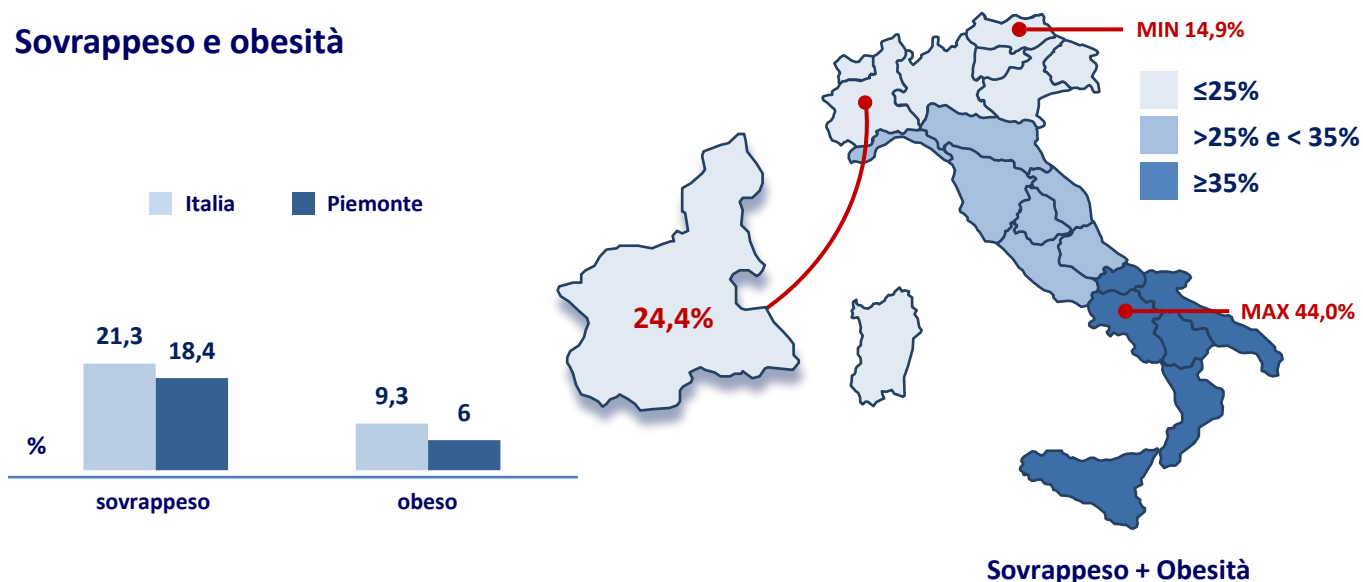 Sovrappeso e obesità
MIN 14,9%
≤25%
>25% e < 35%
≥35%
Italia
Piemonte
24,4%
MAX 44,0%
21,3
18,4
9,3
6
%
sovrappeso
obeso
Sovrappeso + Obesità